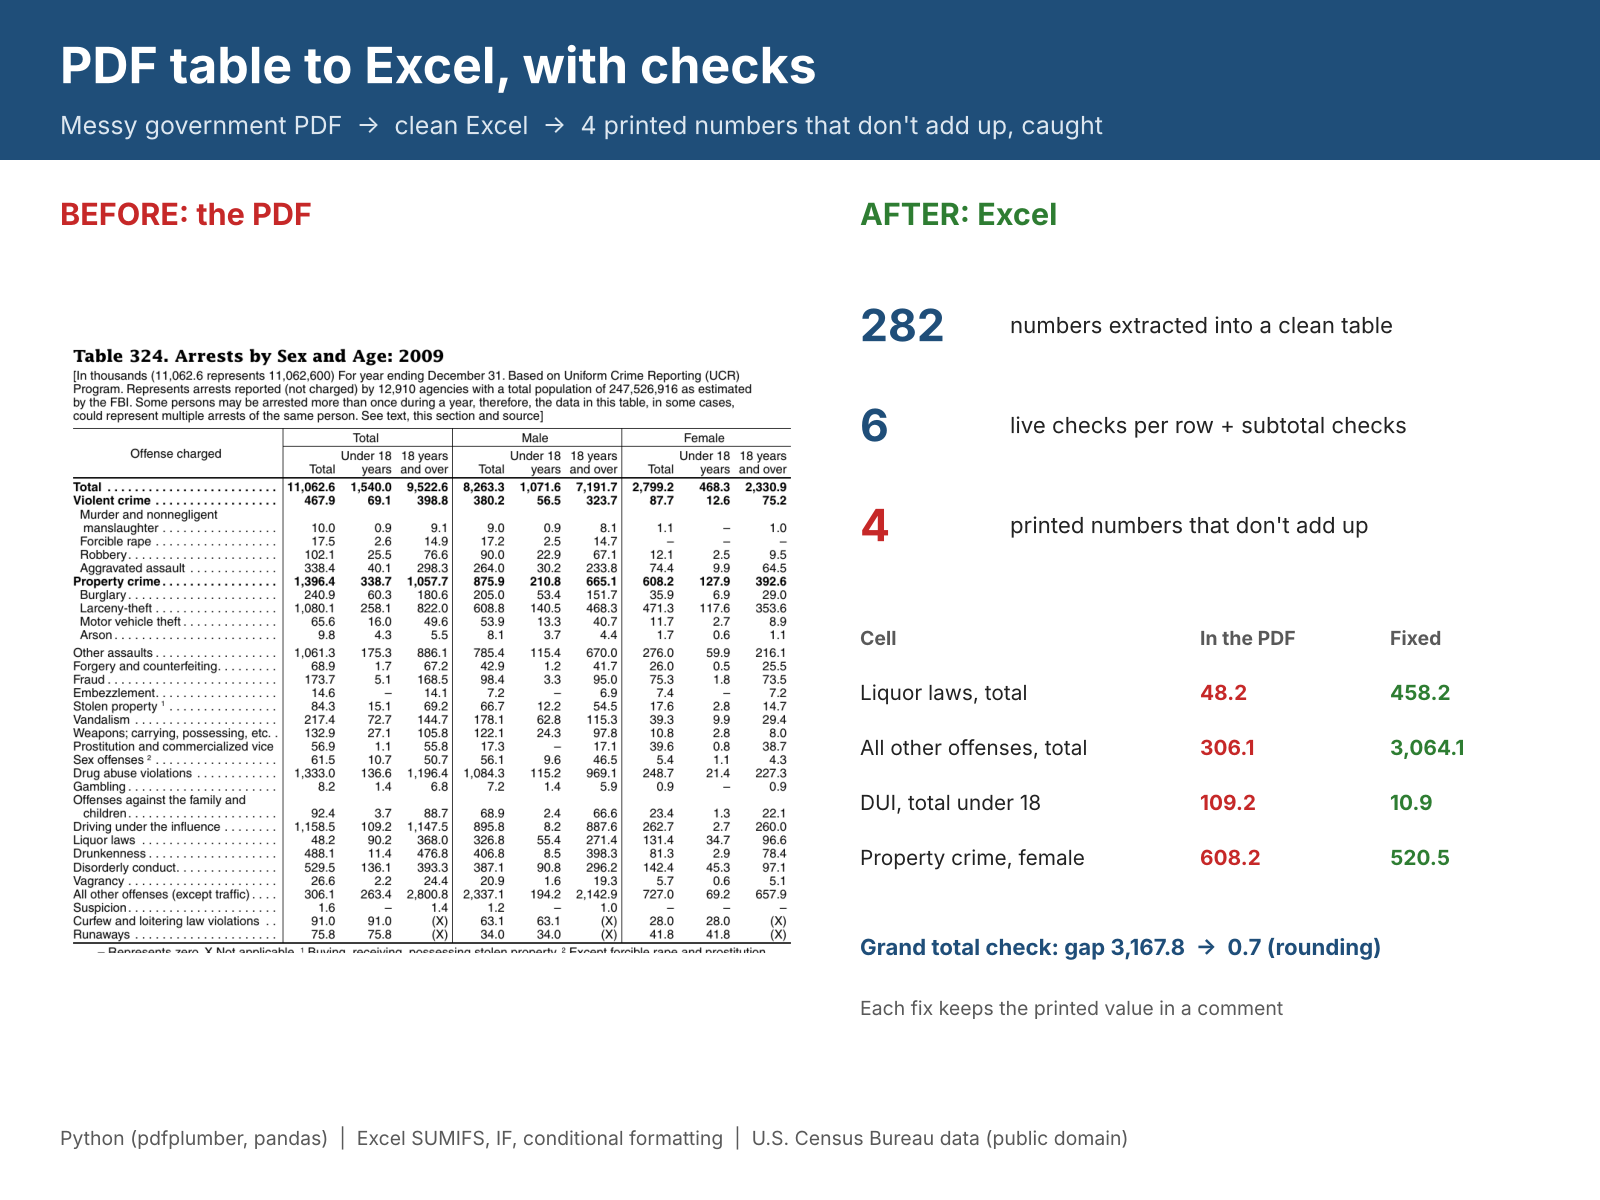 PDF table to Excel, with checks
Messy government PDF → clean Excel → 4 printed numbers that don't add up, caught
BEFORE: the PDF
Table 324. Arrests by Sex and Age: 2009
[In thousands (11,062.6 represents 11,062,600) For year ending December 31. Based on Uniform Crime Reporting (UCR)
Program. Represents arrests reported (not charged) by 12,910 agencies with a total population of 247,526,916 as estimated
by the FBI. Some persons may be arrested more than once during a year, therefore, the data in this table, in some cases,
could represent multiple arrests of the same person. See text, this section and source]
Offense charged
Total Male Female
Total Under 18 years 18 years and over Total Under 18 years 18 years and over Total Under 18 years 18 years and over
Total . . . . . . . . . . . . . . . . . . . . . . . . . 11,062.6 1,540.0 9,522.6 8,263.3 1,071.6 7,191.7 2,799.2 468.3 2,330.9
Violent crime . . . . . . . . . . . . . . . . . . 467.9 69.1 398.8 380.2 56.5 323.7 87.7 12.6 75.2
Murder and nonnegligent
manslaughter . . . . . . . . . . . . . . . . . 10.0 0.9 9.1 9.0 0.9 8.1 1.1 – 1.0
Forcible rape . . . . . . . . . . . . . . . . . . 17.5 2.6 14.9 17.2 2.5 14.7 – – –
Robbery. . . . . . . . . . . . . . . . . . . . . . 102.1 25.5 76.6 90.0 22.9 67.1 12.1 2.5 9.5
Aggravated assault . . . . . . . . . . . . . 338.4 40.1 298.3 264.0 30.2 233.8 74.4 9.9 64.5
Property crime. . . . . . . . . . . . . . . . . 1,396.4 338.7 1,057.7 875.9 210.8 665.1 608.2 127.9 392.6
Burglary. . . . . . . . . . . . . . . . . . . . . . 240.9 60.3 180.6 205.0 53.4 151.7 35.9 6.9 29.0
Larceny-theft . . . . . . . . . . . . . . . . . . 1,080.1 258.1 822.0 608.8 140.5 468.3 471.3 117.6 353.6
Motor vehicle theft. . . . . . . . . . . . . . 65.6 16.0 49.6 53.9 13.3 40.7 11.7 2.7 8.9
Arson. . . . . . . . . . . . . . . . . . . . . . . . 9.8 4.3 5.5 8.1 3.7 4.4 1.7 0.6 1.1
Other assaults . . . . . . . . . . . . . . . . . . 1,061.3 175.3 886.1 785.4 115.4 670.0 276.0 59.9 216.1
Forgery and counterfeiting. . . . . . . . . 68.9 1.7 67.2 42.9 1.2 41.7 26.0 0.5 25.5
Fraud . . . . . . . . . . . . . . . . . . . . . . . . . 173.7 5.1 168.5 98.4 3.3 95.0 75.3 1.8 73.5
Embezzlement. . . . . . . . . . . . . . . . . . 14.6 – 14.1 7.2 – 6.9 7.4 – 7.2
Stolen property ¹ . . . . . . . . . . . . . . . . 84.3 15.1 69.2 66.7 12.2 54.5 17.6 2.8 14.7
Vandalism . . . . . . . . . . . . . . . . . . . . . 217.4 72.7 144.7 178.1 62.8 115.3 39.3 9.9 29.4
Weapons; carrying, possessing, etc. . 132.9 27.1 105.8 122.1 24.3 97.8 10.8 2.8 8.0
Prostitution and commercialized vice 56.9 1.1 55.8 17.3 – 17.1 39.6 0.8 38.7
Sex offenses ² . . . . . . . . . . . . . . . . . . 61.5 10.7 50.7 56.1 9.6 46.5 5.4 1.1 4.3
Drug abuse violations . . . . . . . . . . . . 1,333.0 136.6 1,196.4 1,084.3 115.2 969.1 248.7 21.4 227.3
Gambling. . . . . . . . . . . . . . . . . . . . . . 8.2 1.4 6.8 7.2 1.4 5.9 0.9 – 0.9
Offenses against the family and
children. . . . . . . . . . . . . . . . . . . . . . 92.4 3.7 88.7 68.9 2.4 66.6 23.4 1.3 22.1
Driving under the influence . . . . . . . . 1,158.5 109.2 1,147.5 895.8 8.2 887.6 262.7 2.7 260.0
Liquor laws . . . . . . . . . . . . . . . . . . . . 48.2 90.2 368.0 326.8 55.4 271.4 131.4 34.7 96.6
Drunkenness . . . . . . . . . . . . . . . . . . . 488.1 11.4 476.8 406.8 8.5 398.3 81.3 2.9 78.4
Disorderly conduct. . . . . . . . . . . . . . . 529.5 136.1 393.3 387.1 90.8 296.2 142.4 45.3 97.1
Vagrancy . . . . . . . . . . . . . . . . . . . . . . 26.6 2.2 24.4 20.9 1.6 19.3 5.7 0.6 5.1
All other offenses (except traffic) . . . . 306.1 263.4 2,800.8 2,337.1 194.2 2,142.9 727.0 69.2 657.9
Suspicion. . . . . . . . . . . . . . . . . . . . . . 1.6 – 1.4 1.2 – 1.0 – – –
Curfew and loitering law violations . . 91.0 91.0 (X) 63.1 63.1 (X) 28.0 28.0 (X)
Runaways . . . . . . . . . . . . . . . . . . . . . 75.8 75.8 (X) 34.0 34.0 (X) 41.8 41.8 (X)
– Represents zero. X Not applicable. ¹ Buying, receiving, possessing stolen property. ² Except forcible rape and prostitution.
AFTER: Excel
282 numbers extracted into a clean table
6 live checks per row + subtotal checks
4 printed numbers that don't add up
Cell In the PDF Fixed
Liquor laws, total 48.2 458.2
All other offenses, total 306.1 3,064.1
DUI, total under 18 109.2 10.9
Property crime, female 608.2 520.5
Grand total check: gap 3,167.8 → 0.7 (rounding)
Each fix keeps the printed value in a comment
Python (pdfplumber, pandas) | Excel SUMIFS, IF, conditional formatting | U.S. Census Bureau data (public domain)